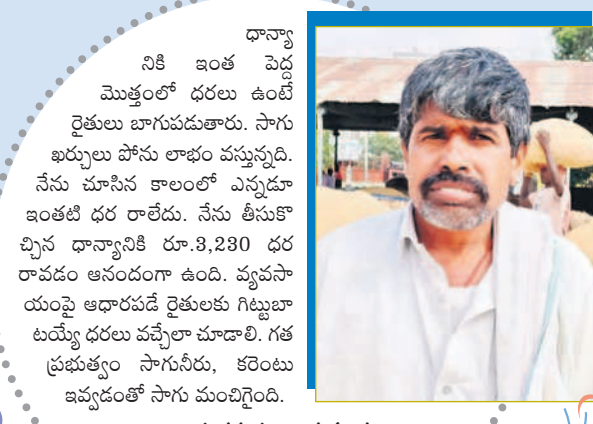 ధాన్యా
నికి ఇంత పెద్ద
మొత్తంలో ధరలు ఉంటే
రైతులు బాగుపడుతారు. సాగు
ఖర్చులు పోను లాభం వస్తున్నది.
నేను చూసిన కాలంలో ఎన్నడూ
ఇంతటి ధర రాలేదు. నేను తీసుకొ
చ్చిన ధాన్యానికి రూ.3,230 ధర
రావడం ఆనందంగా ఉంది. వ్యవసా
యంపై ఆధారపడే రైతులకు గిట్టుబా
టయ్యే ధరలు వచ్చేలా చూడాలి. గత
ప్రభుత్వం సాగునీరు, కరెంటు
ఇవ్వడంతో సాగు మంచిగైంది.